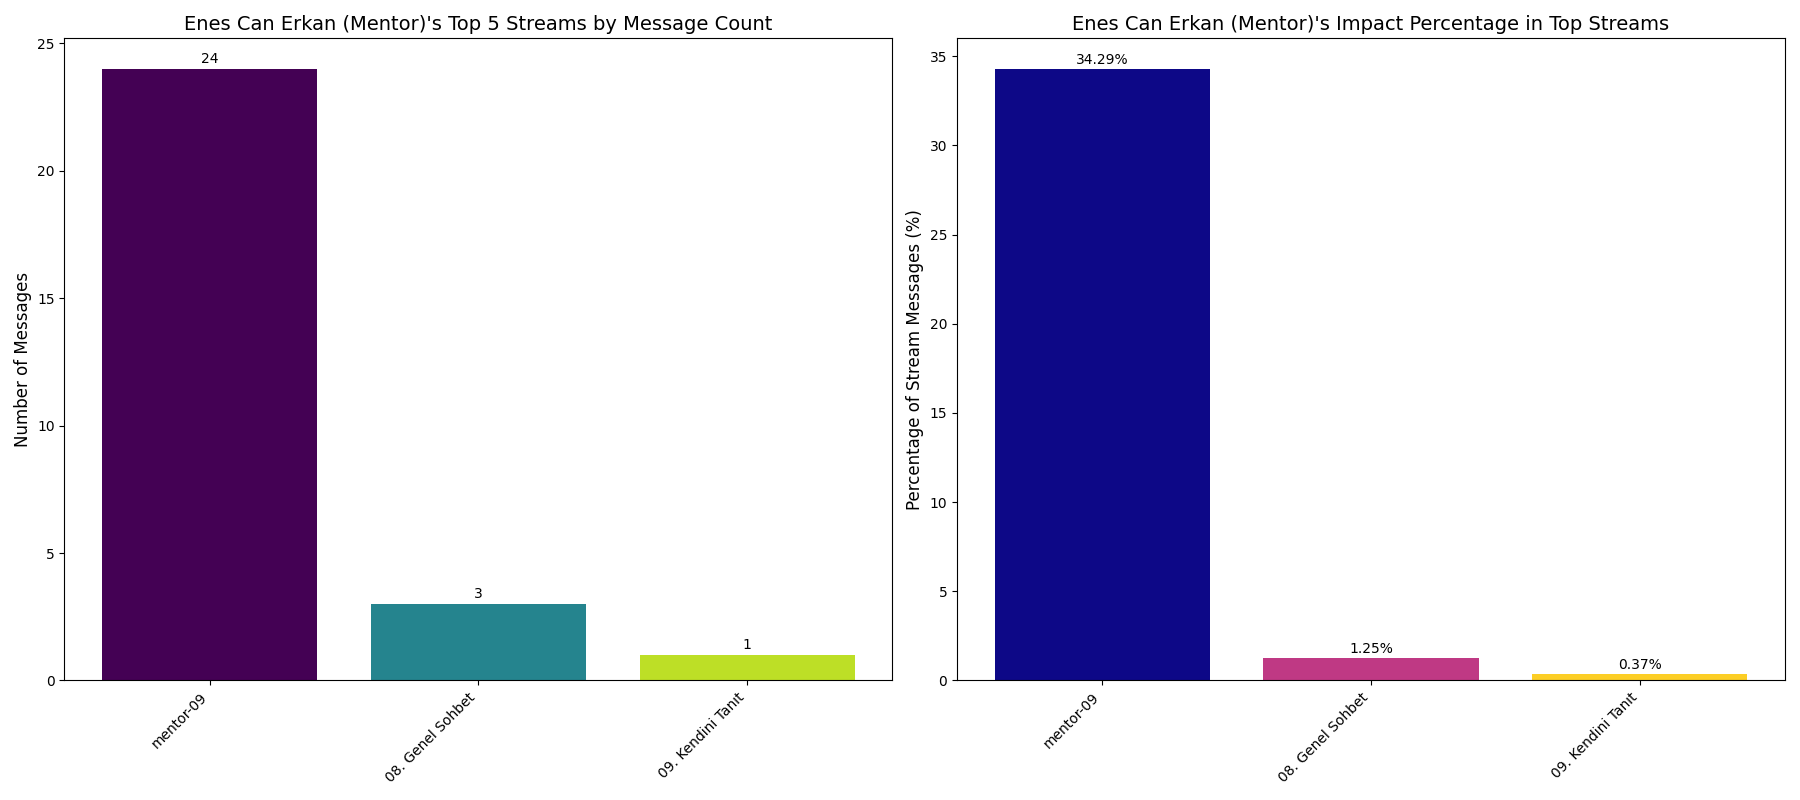 Enes Can Erkan (Mentor)'s Top 5 Streams by Message Count
Number of Messages
25
20
15
10
5
0
24
3
1
mentor-09
08. Genel Sohbet
09. Kendini Tanıt
Enes Can Erkan (Mentor)'s Impact Percentage in Top Streams
Percentage of Stream Messages (%)
35
30
25
20
15
10
5
0
34.29%
1.25%
0.37%
mentor-09
08. Genel Sohbet
09. Kendini Tanıt